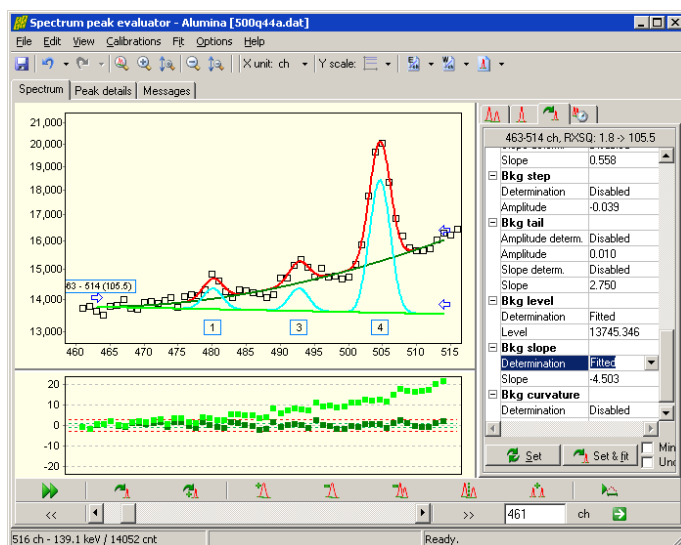 Spectrum peak evaluator - Alumina [500q44a.dat]
File Edit View Calibrations Fit Options Help
X unit: ch Y scale:
Spectrum Peak details Messages
21,000
20,000
19,000
18,000
17,000
16,000
15,000
14,000
13,000
63 - 514 (105.5)
1 3 4
460 465 470 475 480 485 490 495 500 505 510 515
20
10
0
-10
-20
463-514 ch, RXSQ: 1.8 -> 105.5
Slope determ. Disabled
Slope 0.558
Bkg step
Determination Disabled
Amplitude -0.039
Bkg tail
Amplitude determ. Disabled
Amplitude 0.010
Slope determ. Disabled
Slope 2.750
Bkg level
Determination Fitted
Level 13745.346
Bkg slope
Determination Fitted
Slope -4.503
Bkg curvature
Determination Disabled
Set Set & fit Min
Unc
<< >> 461 ch
516 ch - 139.1 keV / 14052 cnt Ready.